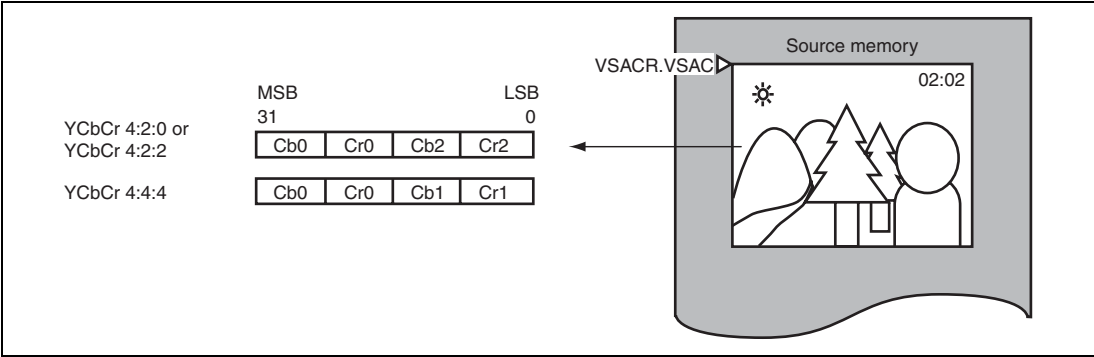 Source memory
VSACR.VSAC
02:02
MSB LSB
31 0
YCbCr 4:2:0 or
YCbCr 4:2:2
Cb0 Cr0 Cb2 Cr2
YCbCr 4:4:4
Cb0 Cr0 Cb1 Cr1